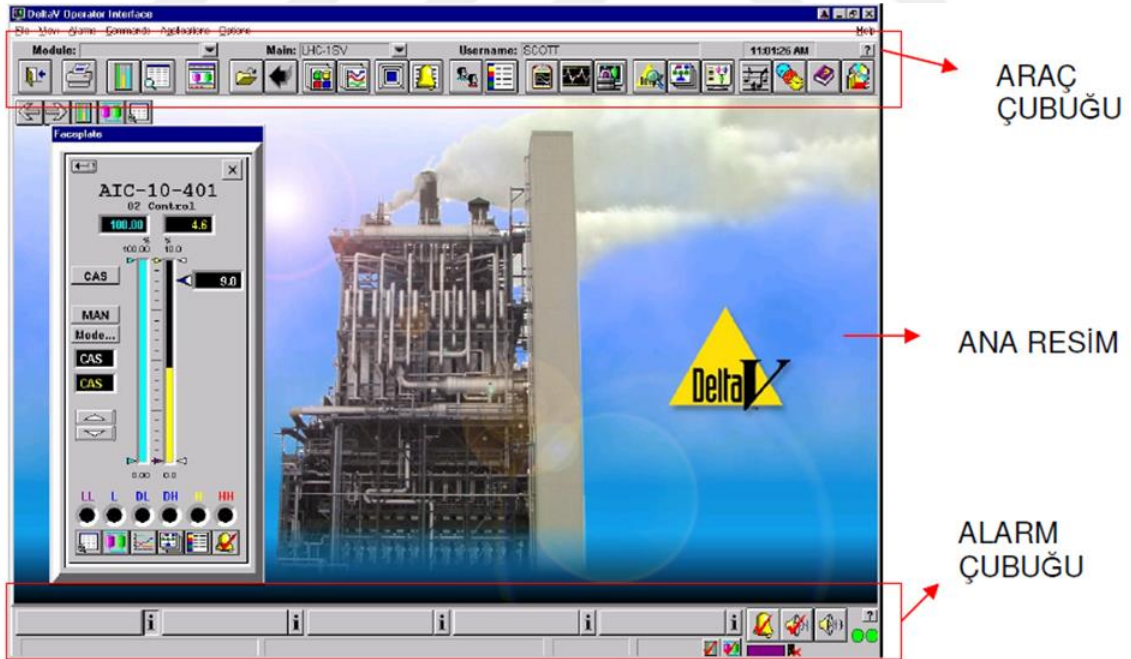 DeltaV Operator Interface
File View Alarms Commands Applications Options Help
Module: Main: LHC-1SV Username: SCOTT 11:01:26 AM ?
ARAÇ
ÇUBUĞU
Faceplate
AIC-10-401
O2 Control
100.00 4.6
% %
100.00 10.0
CAS 9.0
MAN
Mode...
CAS
CAS
0.00 0.0
LL L DL DH H HH
DeltaV
ANA RESİM
ALARM
ÇUBUĞU
i i i i i ?